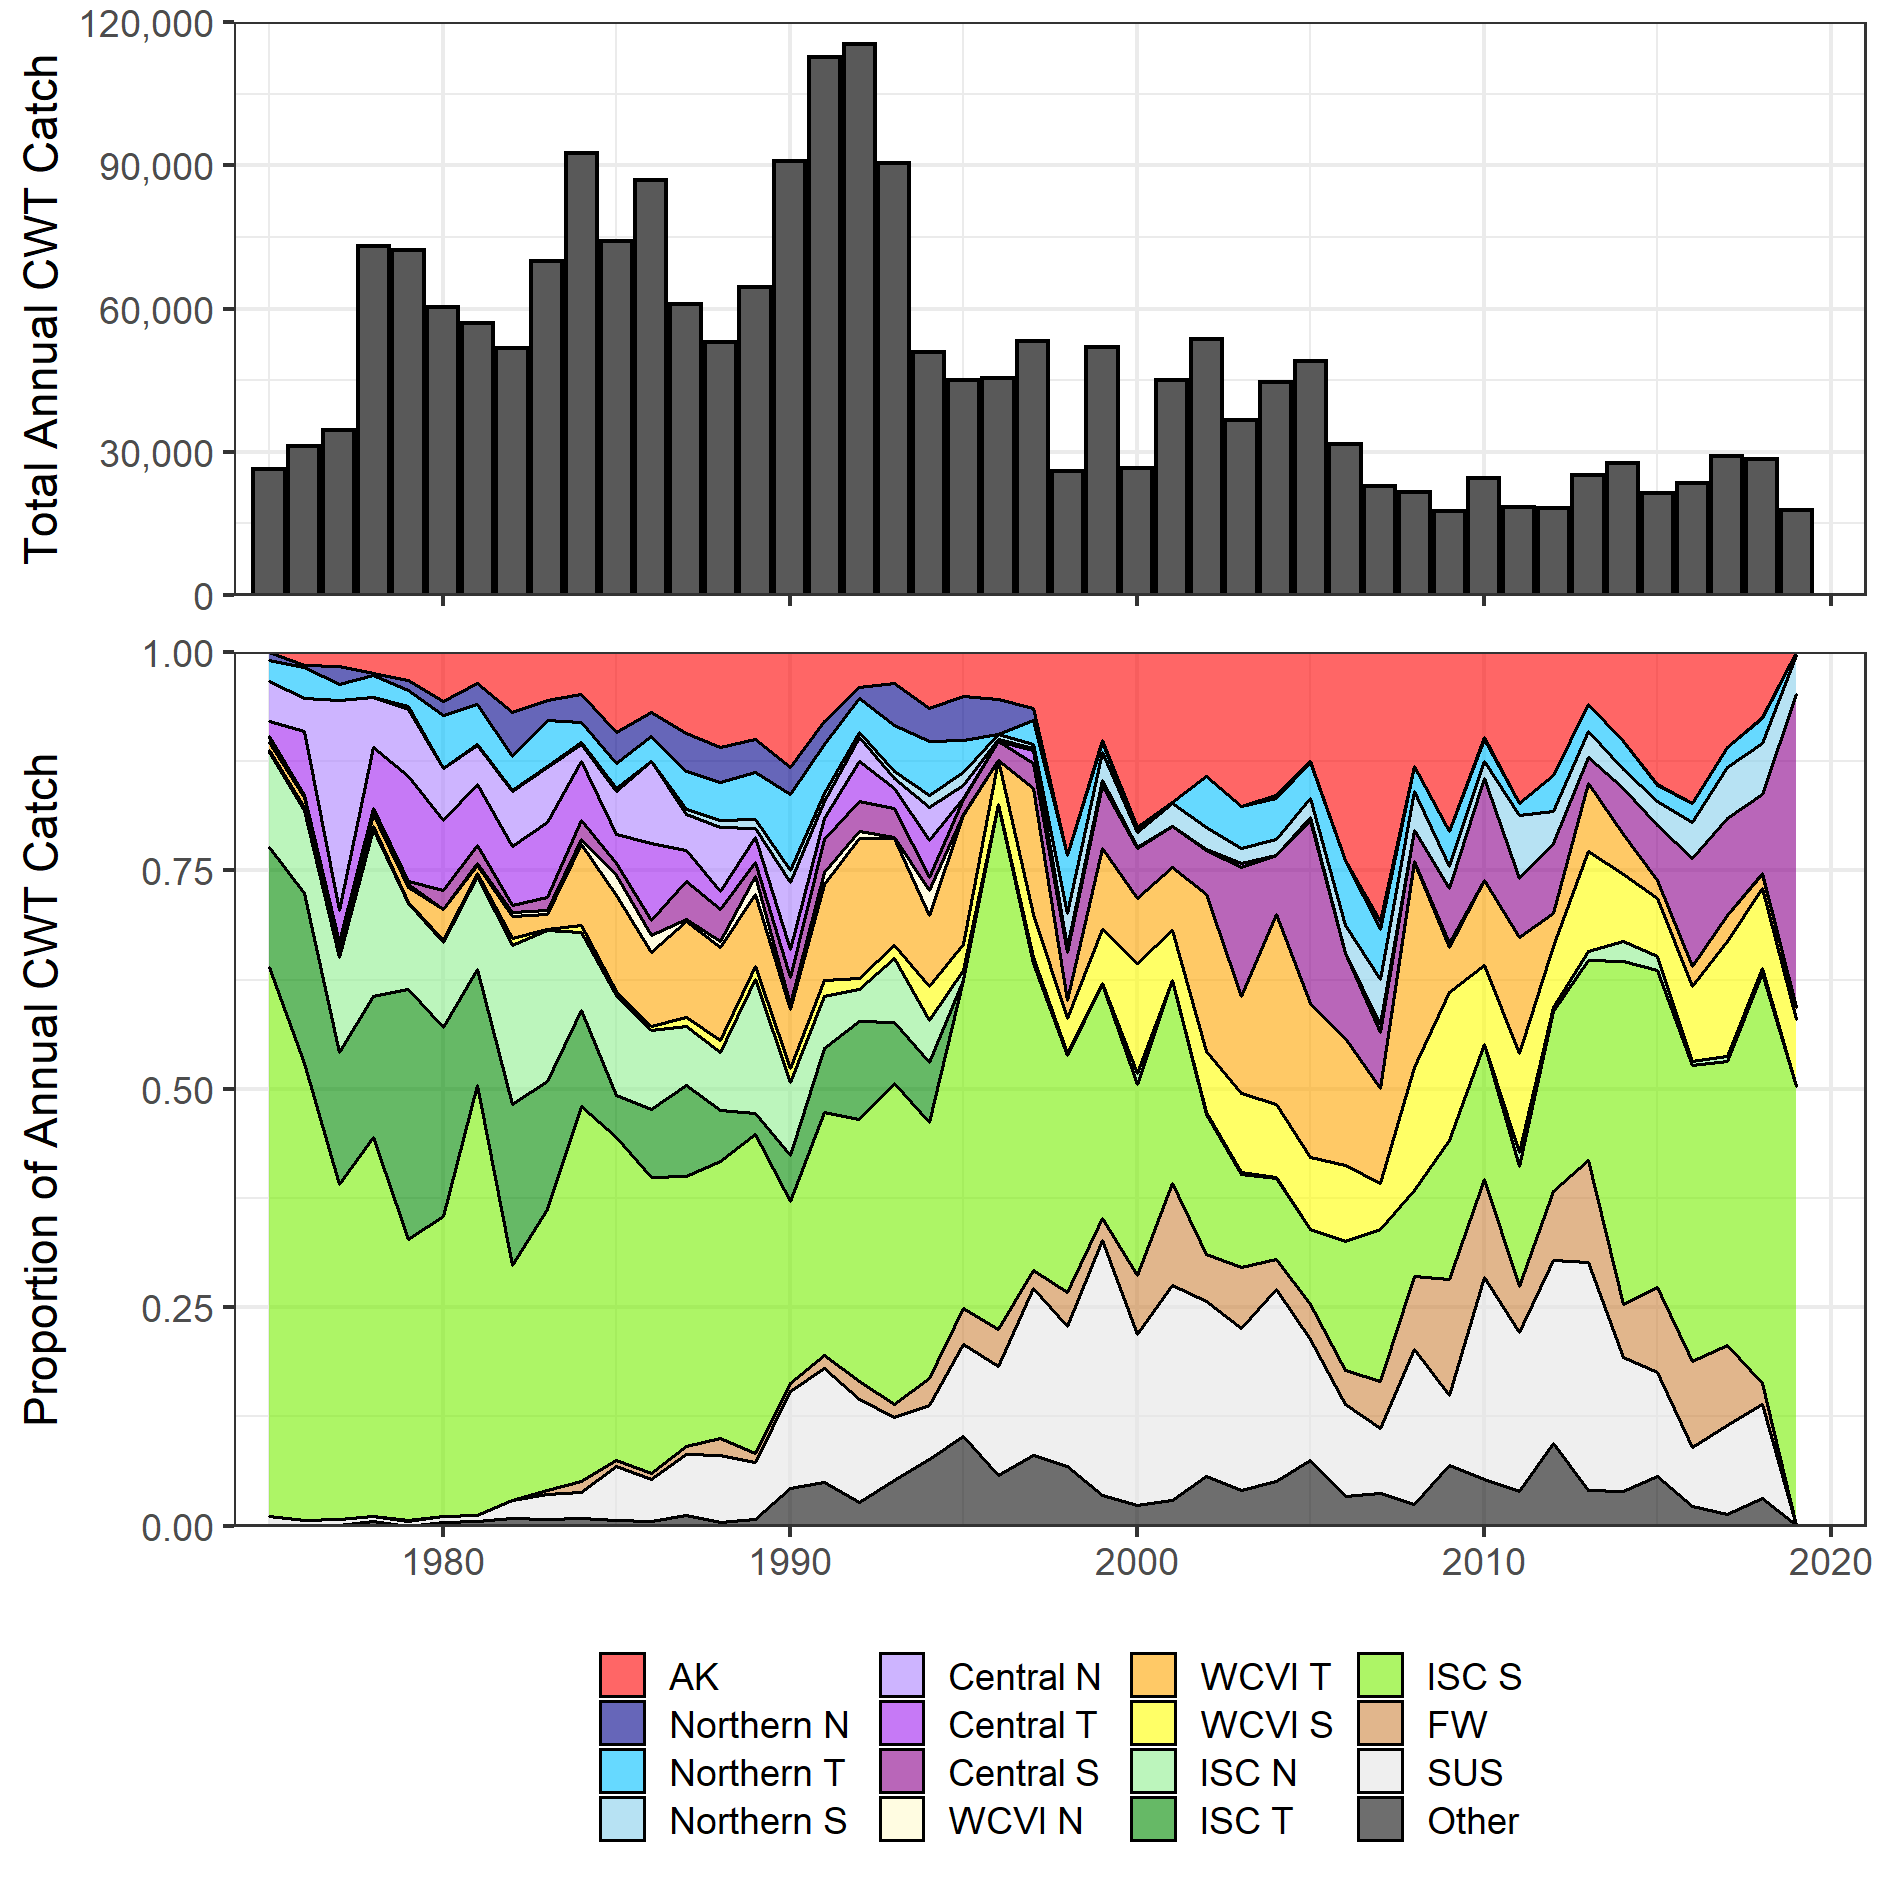 Total Annual CWT Catch
120,000
90,000
60,000
30,000
0
Proportion of Annual CWT Catch
1.00
0.75
0.50
0.25
0.00
1980 1990 2000 2010 2020
AK Central N WCVI T ISC S
Northern N Central T WCVI S FW
Northern T Central S ISC N SUS
Northern S WCVI N ISC T Other